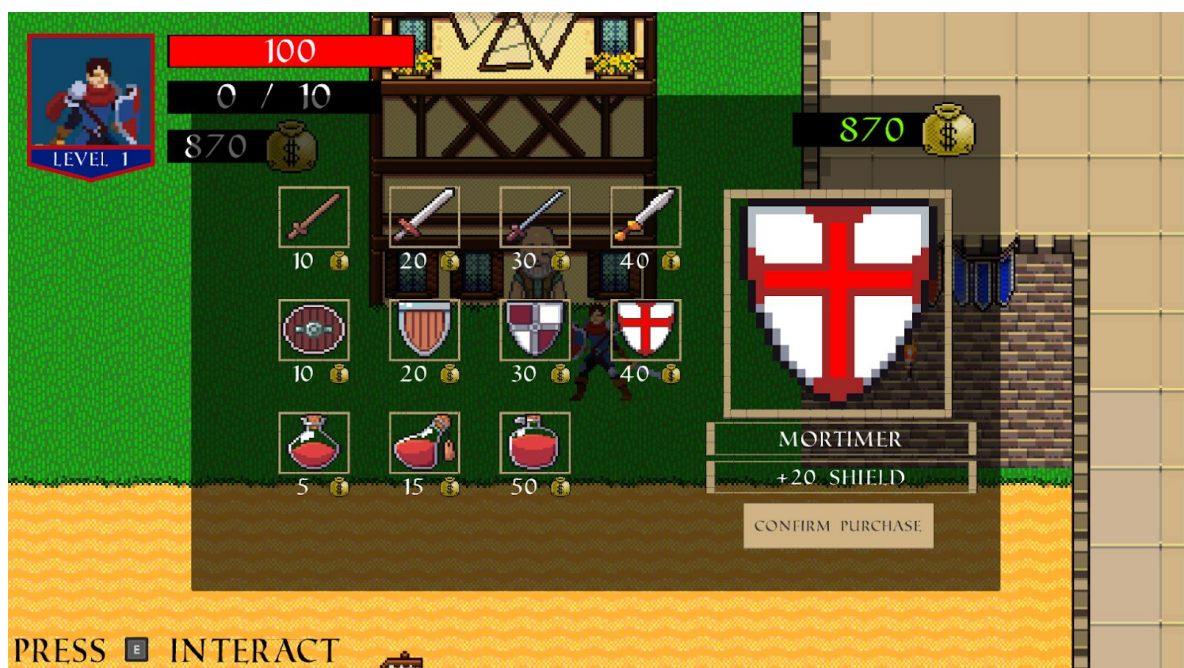 100
0 / 10
870
LEVEL 1
870
10 20 30 40
10 20 30 40
5 15 50
MORTIMER
+20 SHIELD
CONFIRM PURCHASE
PRESS E INTERACT